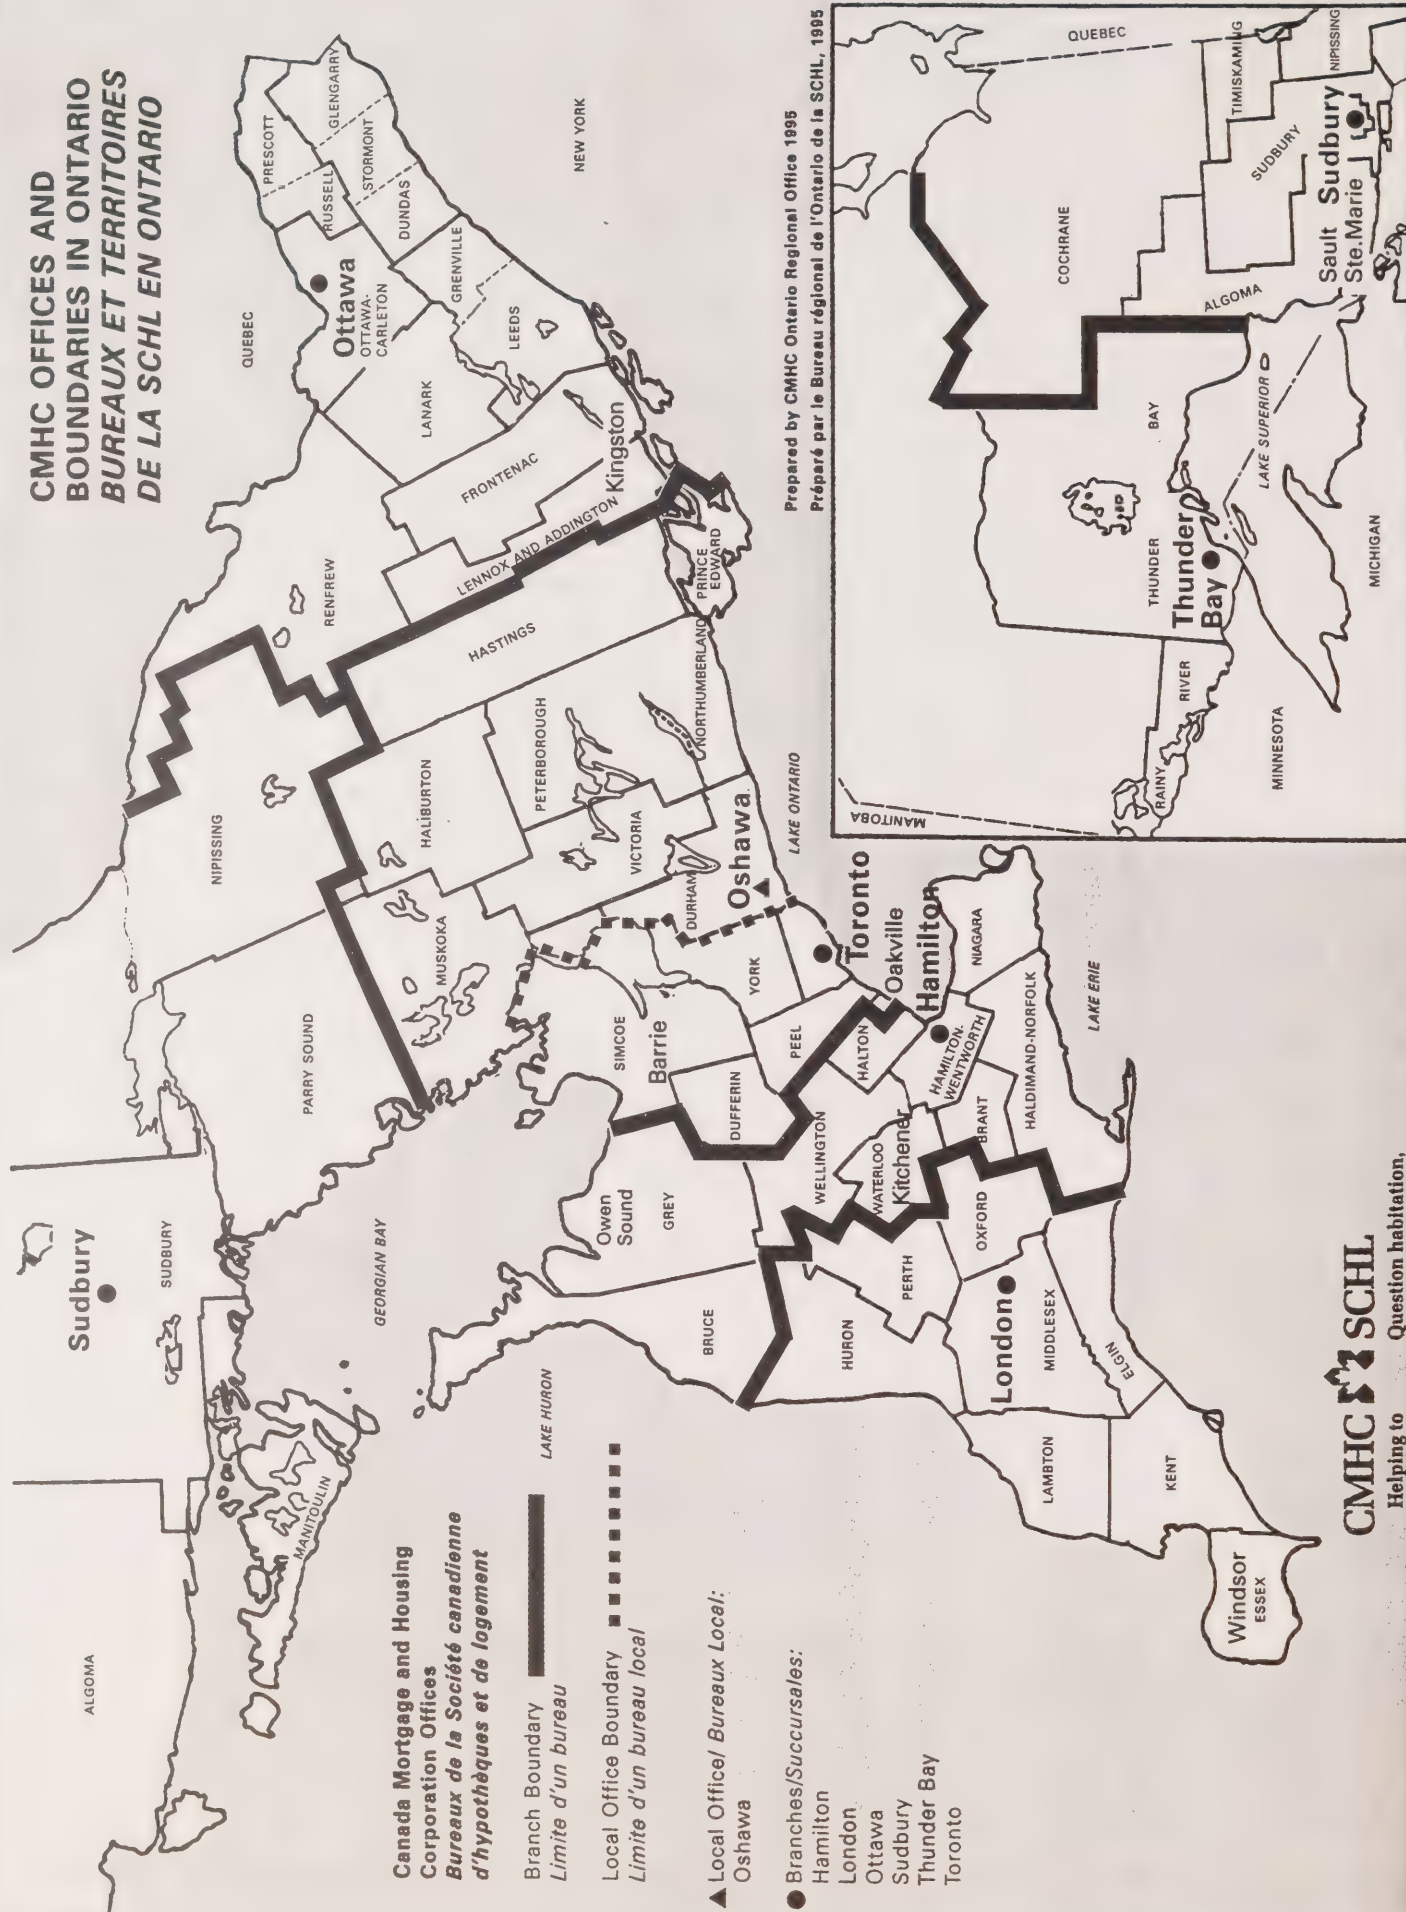 CMHC OFFICES AND
BOUNDARIES IN ONTARIO
BUREAUX ET TERRITOIRES
DE LA SCHL EN ONTARIO
ALGOMA
Sudbury
SUDBURY
MANITOULIN
GEORGIAN BAY
PARRY SOUND
NIPISSING
RENFREW
QUEBEC
PRESCOTT
GLENGARRY
RUSSELL
STORMONT
DUNDAS
Ottawa
OTTAWA-
CARLETON
GRENVILLE
LEEDS
LANARK
FRONTENAC
Kingston
LENNOX AND ADDINGTON
NEW YORK
HASTINGS
PRINCE
EDWARD
MUSKOKA
HALIBURTON
PETERBOROUGH
NORTHUMBERLAND
VICTORIA
DURHAM
Oshawa
LAKE ONTARIO
SIMCOE
Barrie
YORK
Toronto
PEEL
DUFFERIN
Oakville
HALTON
Hamilton
HAMILTON-
WENTWORTH
NIAGARA
Owen
Sound
GREY
BRUCE
LAKE HURON
WELLINGTON
WATERLOO
Kitchener
BRANT
HALDIMAND-NORFOLK
LAKE ERIE
HURON
PERTH
OXFORD
London
MIDDLESEX
ELGIN
LAMBTON
KENT
Windsor
ESSEX
Canada Mortgage and Housing
Corporation Offices
Bureaux de la Société canadienne
d'hypothèques et de logement
Branch Boundary
Limite d'un bureau
Local Office Boundary
Limite d'un bureau local
Local Office/ Bureaux Local:
Oshawa
Branches/Succursales:
Hamilton
London
Ottawa
Sudbury
Thunder Bay
Toronto
Prepared by CMHC Ontario Regional Office 1995
Préparé par le Bureau régional de l'Ontario de la SCHL, 1995
MANITOBA
QUEBEC
COCHRANE
TIMISKAMING
NIPISSING
SUDBURY
Sudbury
Sault
Ste.Marie
ALGOMA
THUNDER
BAY
Thunder
Bay
LAKE SUPERIOR
RAINY
RIVER
MINNESOTA
MICHIGAN
CMHC SCHL
Helping to
Question habitation,